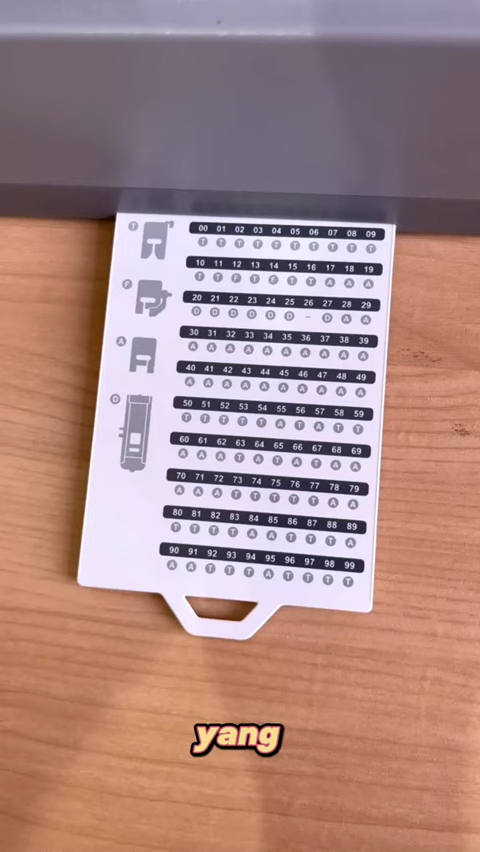 T
00 01 02 03 04 05 06 07 08 09
T T T T T T T T T T
10 11 12 13 14 15 16 17 18 19
T T F T F T T A A A
F
20 21 22 23 24 25 26 27 28 29
D D D D D D – D A A
30 31 32 33 34 35 36 37 38 39
A A A A A A A A A A
A
40 41 42 43 44 45 46 47 48 49
A A A A A A A A A A
D
50 51 52 53 54 55 56 57 58 59
T T T T T A T A T T
60 61 62 63 64 65 66 67 68 69
A A A T A T A T A A
70 71 72 73 74 75 76 77 78 79
A A A T T T T T A A
80 81 82 83 84 85 86 87 88 89
T T T T A A T T T A
90 91 92 93 94 95 96 97 98 99
A A T T T A T T T T
yang